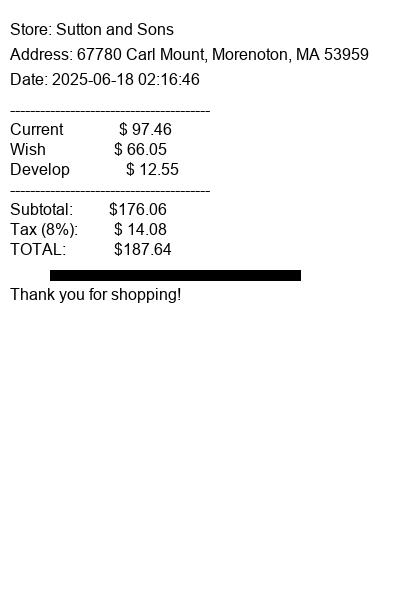 Store: Sutton and Sons
Address: 67780 Carl Mount, Morenoton, MA 53959
Date: 2025-06-18 02:16:46
----------------------------------------
Current $ 97.46
Wish $ 66.05
Develop $ 12.55
----------------------------------------
Subtotal: $176.06
Tax (8%): $ 14.08
TOTAL: $187.64
Thank you for shopping!